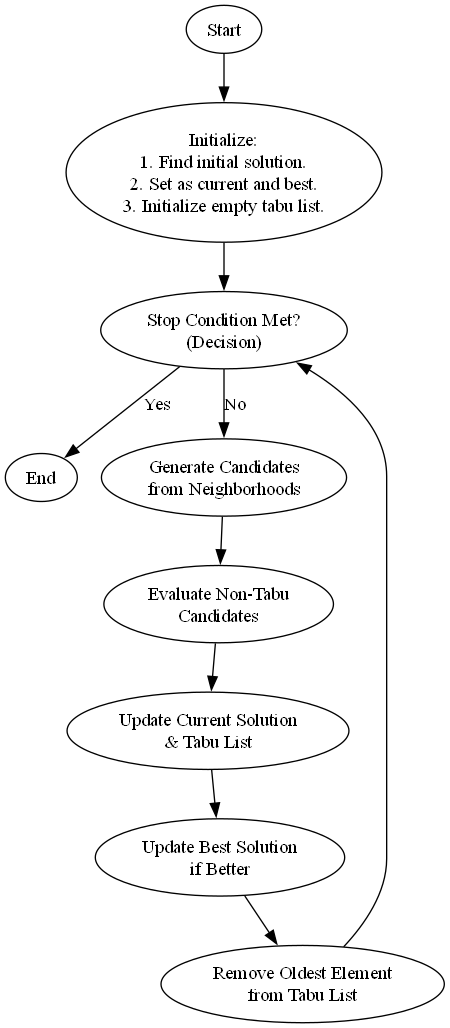 Start
Initialize:
1. Find initial solution.
2. Set as current and best.
3. Initialize empty tabu list.
Stop Condition Met?
(Decision)
Yes
No
End
Generate Candidates
from Neighborhoods
Evaluate Non-Tabu
Candidates
Update Current Solution
& Tabu List
Update Best Solution
if Better
Remove Oldest Element
from Tabu List